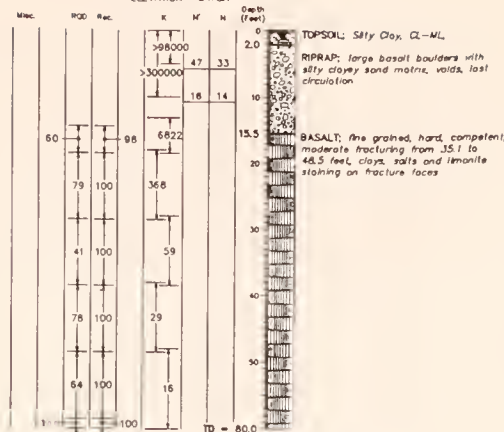 Misc. RQD Rec. K N' N Depth (Feet)
0
TOPSOIL; Silty Clay, CL-ML
>98000
2.0
RIPRAP; large basalt boulders with
47 33
silty clayey sand matrix, voids, lost
>300000
circulation
18 14
10
60 98 6822
15.5
BASALT; fine grained, hard, competent,
moderate fracturing from 35.1 to
48.5 feet, clays, salts and limonite
20
staining on fracture faces
79 100 368
30
41 100 59
40
78 100 29
50
64 100 16
100
TD = 80.0